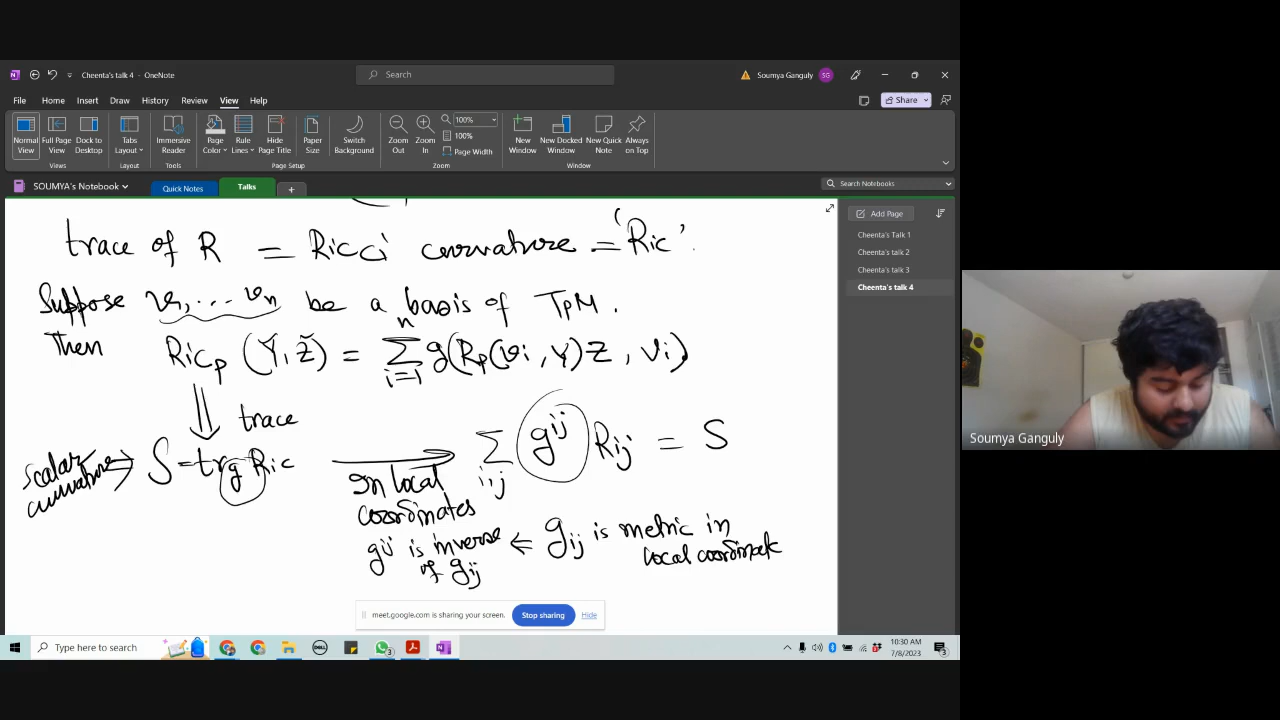 Cheenta's talk 4 - OneNote
Search
Soumya Ganguly SG
File Home Insert Draw History Review View Help
Share
Normal View
Full Page View
Dock to Desktop
Tabs Layout
Immersive Reader
Page Color
Rule Lines
Hide Page Title
Paper Size
Switch Background
Zoom Out
Zoom In
100%
100%
Page Width
New Window
New Docked Window
New Quick Note
Always on Top
Views Layout Tools Page Setup Zoom Window
SOUMYA's Notebook Quick Notes Talks +
Search Notebooks
Add Page
Cheenta's Talk 1
Cheenta's talk 2
Cheenta's talk 3
Cheenta's talk 4
trace of R = Ricci curvature = 'Ric'.
Suppose v₁, ... vₙ be a basis of TpM.
Then Ricp (Y, Z) = Σ i=1 n g(Rp(vi, Y)Z, vi)
trace
scalar curvature ⇒ S = trg Ric → In local coordinates Σ i,j g^ij Rij = S
g^ij is inverse of gij ⇐ gij is metric in local coordinate
meet.google.com is sharing your screen. Stop sharing Hide
Soumya Ganguly
Type here to search
10:30 AM
7/8/2023